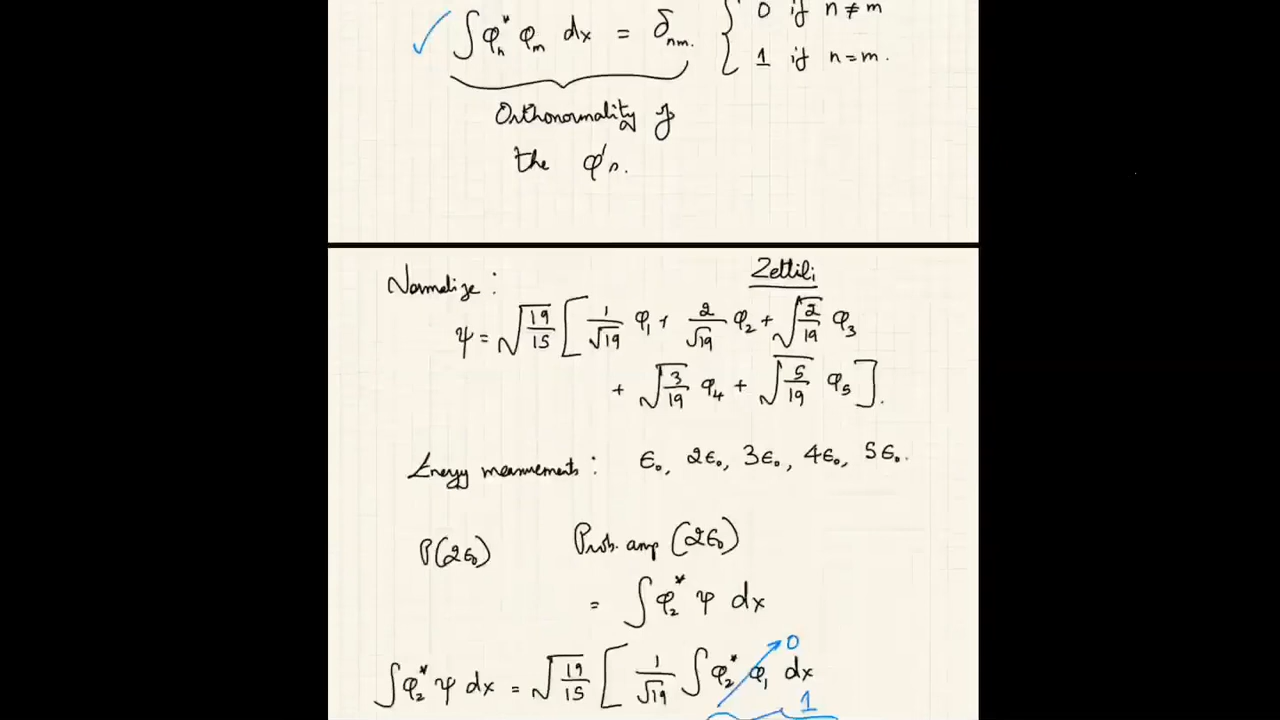 ✓ ∫ φₙ* φₘ dx = δₙₘ. { 0 if n ≠ m
1 if n = m.
Orthonormality of
the φ's.
Zettili
Normalize :
ψ = √(19/15) [ 1/√19 φ₁ + 2/√19 φ₂ + √(2/19) φ₃
+ √(3/19) φ₄ + √(5/19) φ₅ ].
Energy measurements : ϵ₀, 2ϵ₀, 3ϵ₀, 4ϵ₀, 5ϵ₀.
P(2ϵ₀) Prob. amp (2ϵ₀)
= ∫ φ₂* ψ dx
0
∫ φ₂* ψ dx = √(19/15) [ 1/√19 ∫ φ₂* φ₁ dx
1